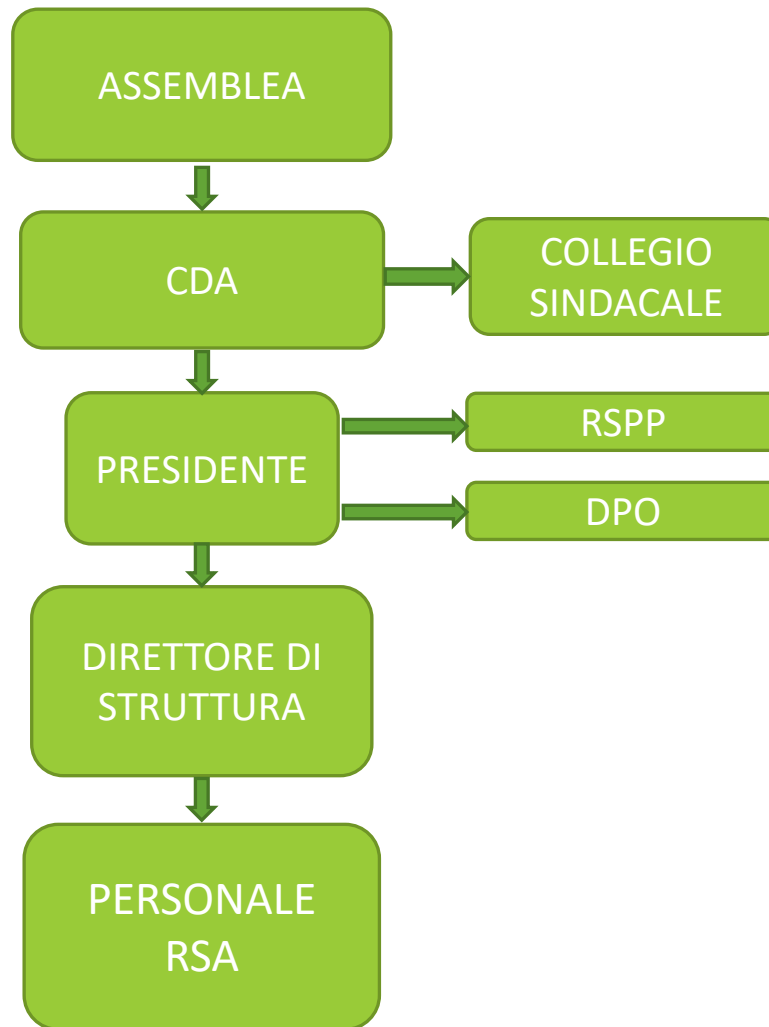 ASSEMBLEA
CDA
COLLEGIO
SINDACALE
PRESIDENTE
RSPP
DPO
DIRETTORE DI
STRUTTURA
PERSONALE
RSA